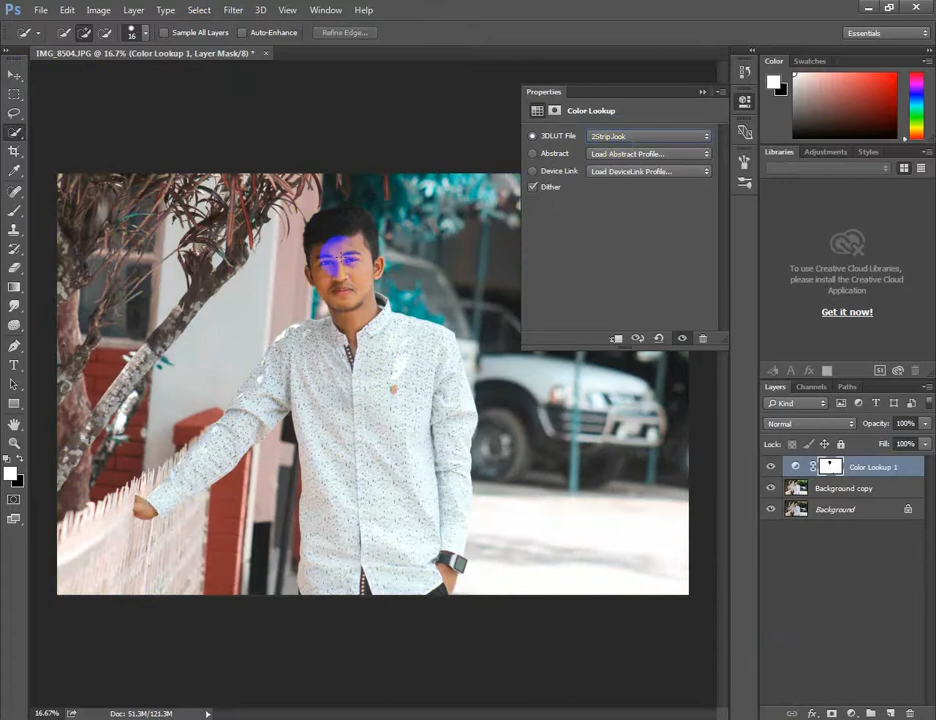 Ps File Edit Image Layer Type Select Filter 3D View Window Help
16 Sample All Layers Auto-Enhance Refine Edge... Essentials
IMG_8504.JPG @ 16.7% (Color Lookup 1, Layer Mask/8) * ×
Properties
Color Lookup
3DLUT File 2Strip.look
Abstract Load Abstract Profile...
Device Link Load DeviceLink Profile...
Dither
Color Swatches
Libraries Adjustments Styles
To use Creative Cloud Libraries,
please install the Creative Cloud
Application
Get it now!
Layers Channels Paths
Kind
Normal Opacity: 100%
Lock: Fill: 100%
Color Lookup 1
Background copy
Background
16.67% Doc: 51.3M/121.3M